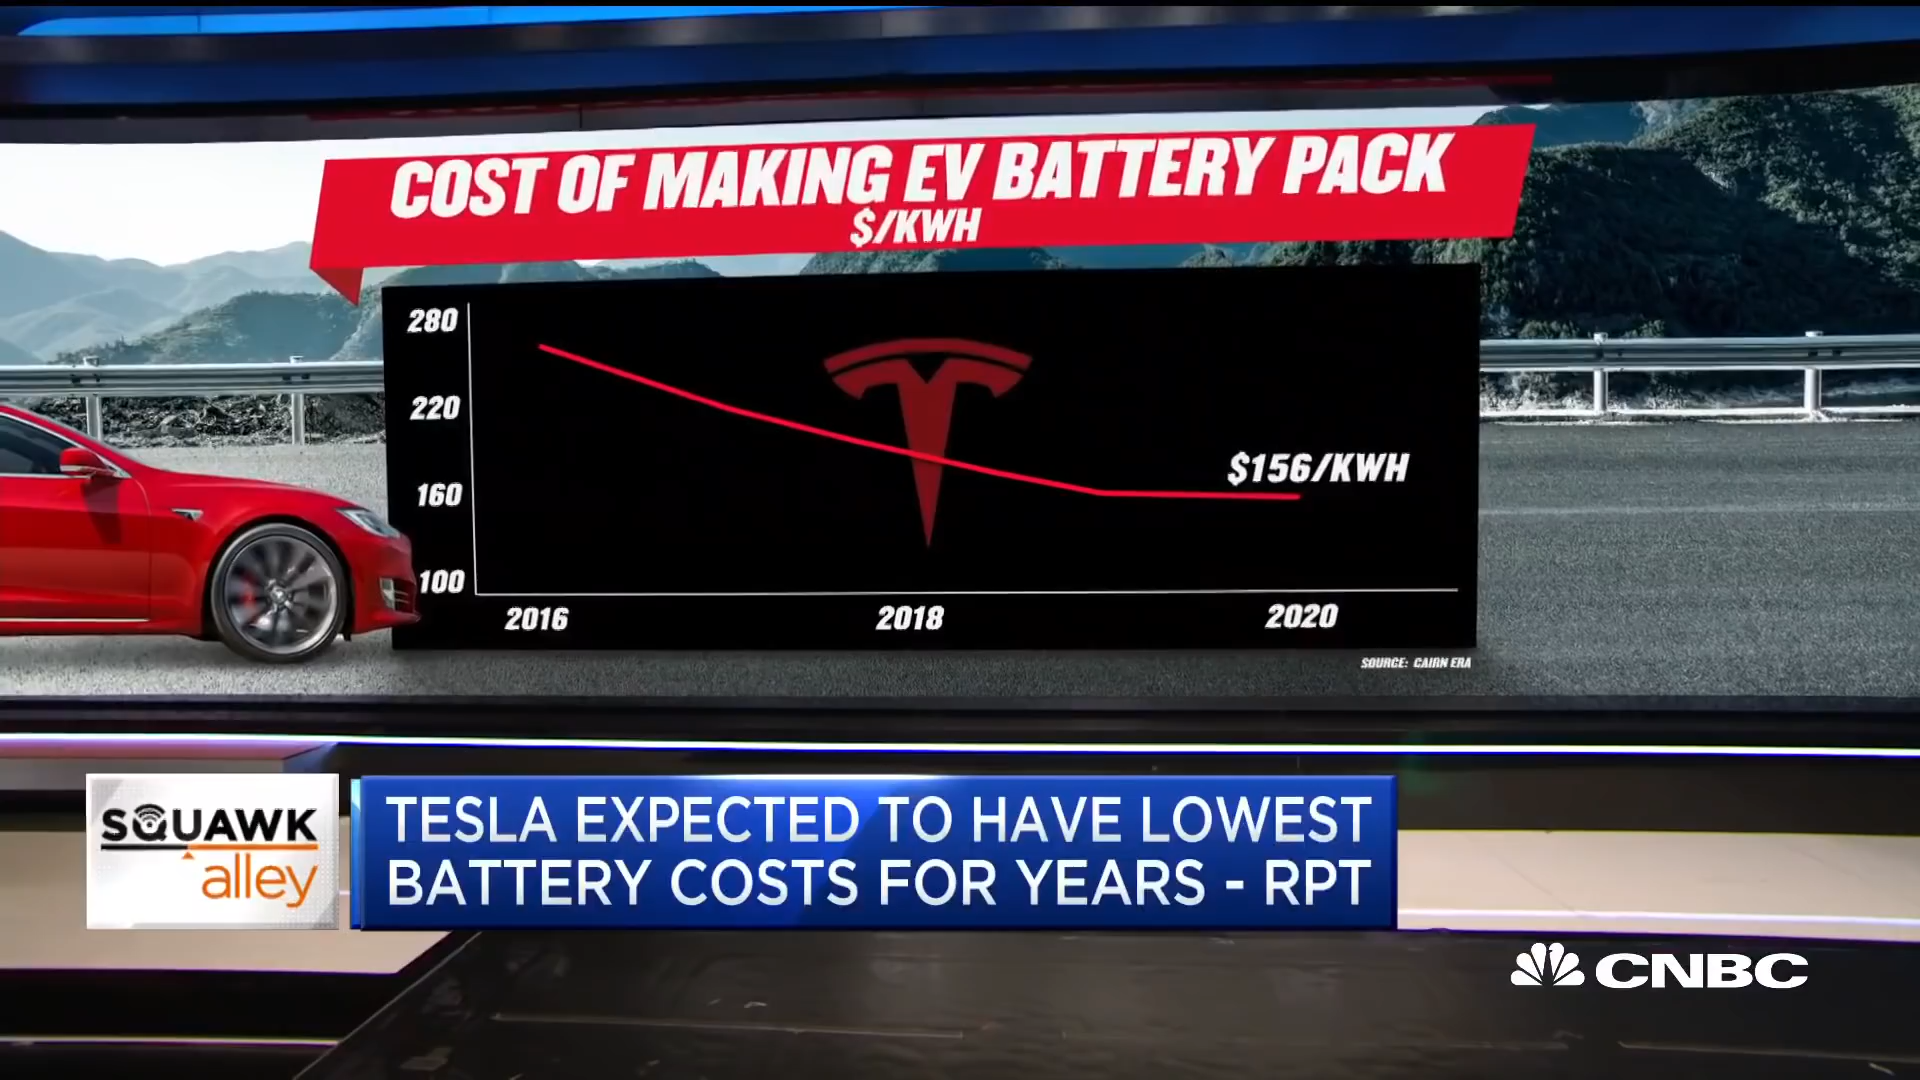 COST OF MAKING EV BATTERY PACK
$/KWH
280
220
160
100
$156/KWH
2016
2018
2020
SOURCE: CAIRN ERA
SQUAWK
alley
TESLA EXPECTED TO HAVE LOWEST
BATTERY COSTS FOR YEARS - RPT
CNBC